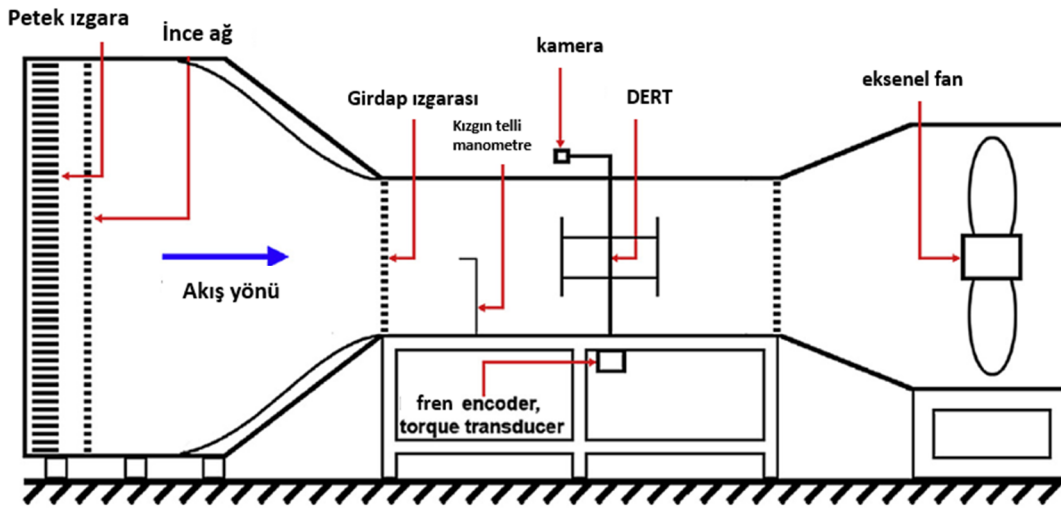 Petek ızgara
İnce ağ
kamera
eksenel fan
Girdap ızgarası
DERT
Kızgın telli
manometre
Akış yönü
fren encoder,
torque transducer